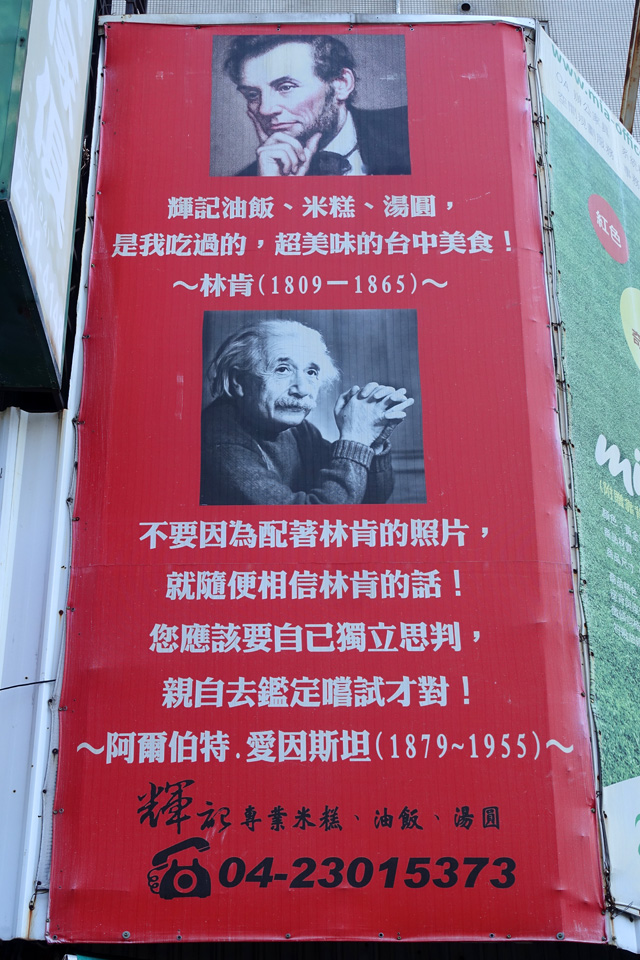 輝記油飯、米糕、湯圓，
是我吃過的，超美味的台中美食！
～林肯(1809－1865)～
不要因為配著林肯的照片，
就隨便相信林肯的話！
您應該要自己獨立思判，
親自去鑑定嚐試才對！
～阿爾伯特.愛因斯坦(1879~1955)～
輝記專業米糕、油飯、湯圓
04-23015373
紅色